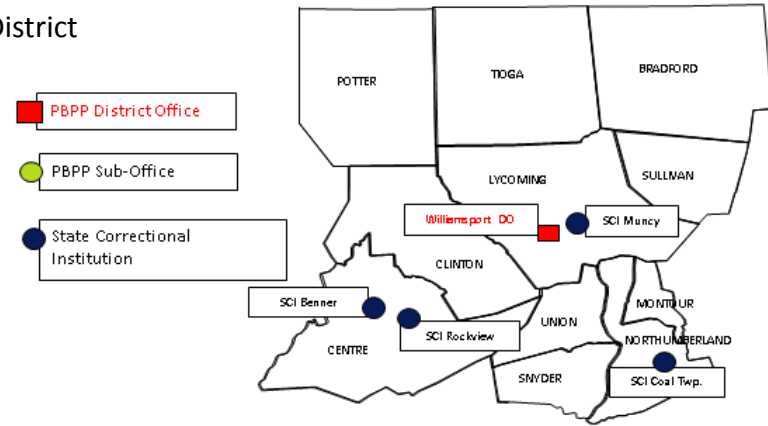 District
PBPP District Office
PBPP Sub-Office
State Correctional
Institution
POTTER
TIOGA
BRADFORD
LYCOMING
SULLIVAN
Williamsport DO
SCI Muncy
CLINTON
SCI Benner
SCI Rockview
CENTRE
UNION
MONTOUR
NORTHUMBERLAND
SNYDER
SCI Coal Twp.